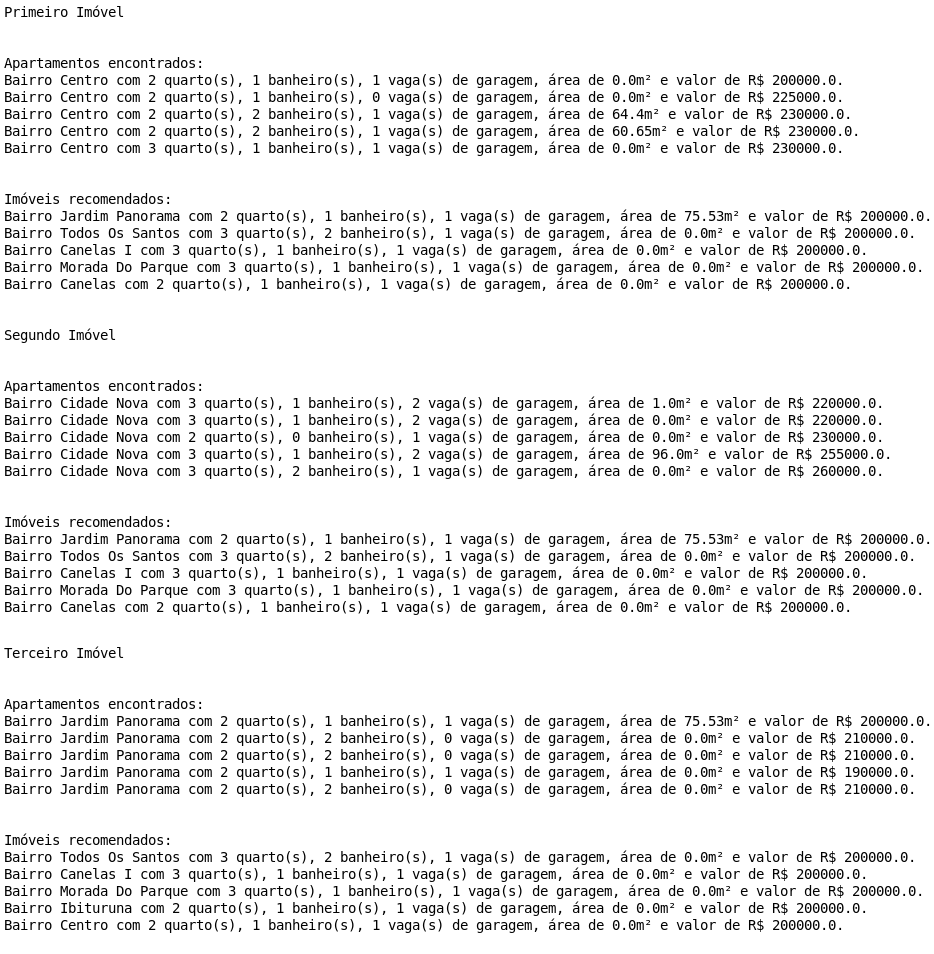 Primeiro Imóvel
Apartamentos encontrados:
Bairro Centro com 2 quarto(s), 1 banheiro(s), 1 vaga(s) de garagem, área de 0.0m² e valor de R$ 200000.0.
Bairro Centro com 2 quarto(s), 1 banheiro(s), 0 vaga(s) de garagem, área de 0.0m² e valor de R$ 225000.0.
Bairro Centro com 2 quarto(s), 2 banheiro(s), 1 vaga(s) de garagem, área de 64.4m² e valor de R$ 230000.0.
Bairro Centro com 2 quarto(s), 2 banheiro(s), 1 vaga(s) de garagem, área de 60.65m² e valor de R$ 230000.0.
Bairro Centro com 3 quarto(s), 1 banheiro(s), 1 vaga(s) de garagem, área de 0.0m² e valor de R$ 230000.0.
Imóveis recomendados:
Bairro Jardim Panorama com 2 quarto(s), 1 banheiro(s), 1 vaga(s) de garagem, área de 75.53m² e valor de R$ 200000.0.
Bairro Todos Os Santos com 3 quarto(s), 2 banheiro(s), 1 vaga(s) de garagem, área de 0.0m² e valor de R$ 200000.0.
Bairro Canelas I com 3 quarto(s), 1 banheiro(s), 1 vaga(s) de garagem, área de 0.0m² e valor de R$ 200000.0.
Bairro Morada Do Parque com 3 quarto(s), 1 banheiro(s), 1 vaga(s) de garagem, área de 0.0m² e valor de R$ 200000.0.
Bairro Canelas com 2 quarto(s), 1 banheiro(s), 1 vaga(s) de garagem, área de 0.0m² e valor de R$ 200000.0.
Segundo Imóvel
Apartamentos encontrados:
Bairro Cidade Nova com 3 quarto(s), 1 banheiro(s), 2 vaga(s) de garagem, área de 1.0m² e valor de R$ 220000.0.
Bairro Cidade Nova com 3 quarto(s), 1 banheiro(s), 2 vaga(s) de garagem, área de 0.0m² e valor de R$ 220000.0.
Bairro Cidade Nova com 2 quarto(s), 0 banheiro(s), 1 vaga(s) de garagem, área de 0.0m² e valor de R$ 230000.0.
Bairro Cidade Nova com 3 quarto(s), 1 banheiro(s), 2 vaga(s) de garagem, área de 96.0m² e valor de R$ 255000.0.
Bairro Cidade Nova com 3 quarto(s), 2 banheiro(s), 1 vaga(s) de garagem, área de 0.0m² e valor de R$ 260000.0.
Imóveis recomendados:
Bairro Jardim Panorama com 2 quarto(s), 1 banheiro(s), 1 vaga(s) de garagem, área de 75.53m² e valor de R$ 200000.0.
Bairro Todos Os Santos com 3 quarto(s), 2 banheiro(s), 1 vaga(s) de garagem, área de 0.0m² e valor de R$ 200000.0.
Bairro Canelas I com 3 quarto(s), 1 banheiro(s), 1 vaga(s) de garagem, área de 0.0m² e valor de R$ 200000.0.
Bairro Morada Do Parque com 3 quarto(s), 1 banheiro(s), 1 vaga(s) de garagem, área de 0.0m² e valor de R$ 200000.0.
Bairro Canelas com 2 quarto(s), 1 banheiro(s), 1 vaga(s) de garagem, área de 0.0m² e valor de R$ 200000.0.
Terceiro Imóvel
Apartamentos encontrados:
Bairro Jardim Panorama com 2 quarto(s), 1 banheiro(s), 1 vaga(s) de garagem, área de 75.53m² e valor de R$ 200000.0.
Bairro Jardim Panorama com 2 quarto(s), 2 banheiro(s), 0 vaga(s) de garagem, área de 0.0m² e valor de R$ 210000.0.
Bairro Jardim Panorama com 2 quarto(s), 2 banheiro(s), 0 vaga(s) de garagem, área de 0.0m² e valor de R$ 210000.0.
Bairro Jardim Panorama com 2 quarto(s), 1 banheiro(s), 1 vaga(s) de garagem, área de 0.0m² e valor de R$ 190000.0.
Bairro Jardim Panorama com 2 quarto(s), 2 banheiro(s), 0 vaga(s) de garagem, área de 0.0m² e valor de R$ 210000.0.
Imóveis recomendados:
Bairro Todos Os Santos com 3 quarto(s), 2 banheiro(s), 1 vaga(s) de garagem, área de 0.0m² e valor de R$ 200000.0.
Bairro Canelas I com 3 quarto(s), 1 banheiro(s), 1 vaga(s) de garagem, área de 0.0m² e valor de R$ 200000.0.
Bairro Morada Do Parque com 3 quarto(s), 1 banheiro(s), 1 vaga(s) de garagem, área de 0.0m² e valor de R$ 200000.0.
Bairro Ibituruna com 2 quarto(s), 1 banheiro(s), 1 vaga(s) de garagem, área de 0.0m² e valor de R$ 200000.0.
Bairro Centro com 2 quarto(s), 1 banheiro(s), 1 vaga(s) de garagem, área de 0.0m² e valor de R$ 200000.0.